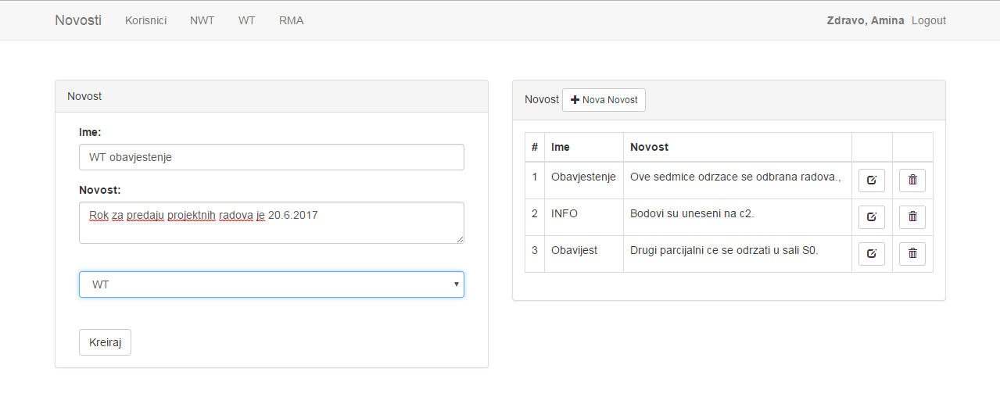 Novosti Korisnici NWT WT RMA Zdravo, Amina Logout
Novost
Ime:
WT obavjestenje
Novost:
Rok za predaju projektnih radova je 20.6.2017
WT
Kreiraj
Novost Nova Novost
# Ime Novost
1 Obavjestenje Ove sedmice odrzace se odbrana radova.,
2 INFO Bodovi su uneseni na c2.
3 Obavijest Drugi parcijalni ce se odrzati u sali S0.